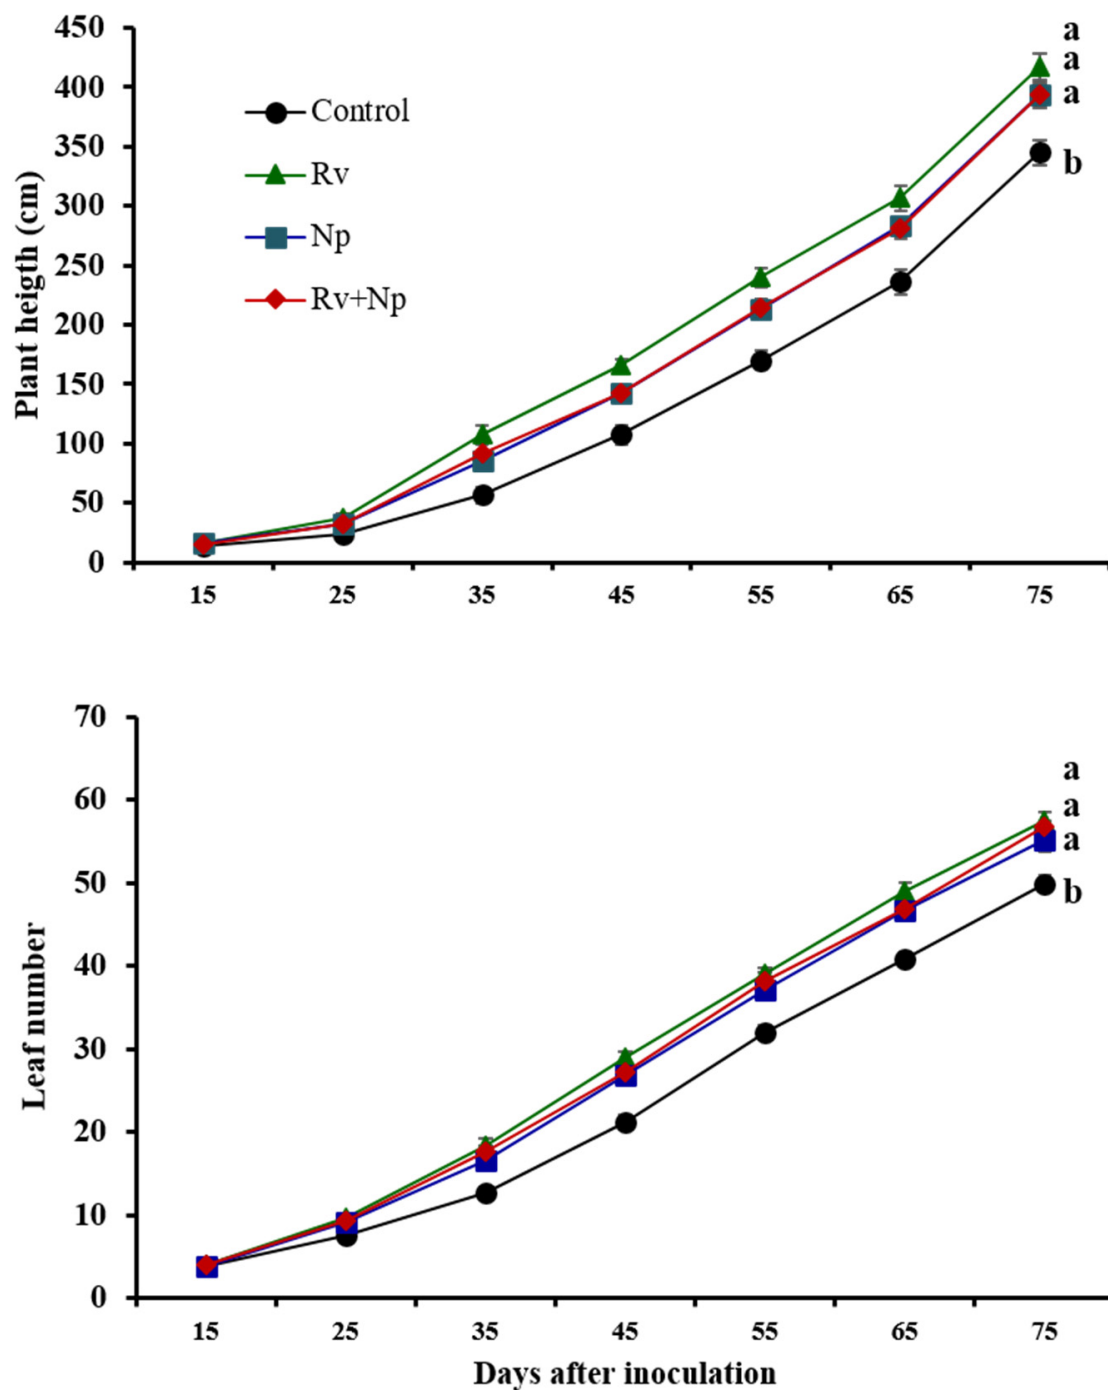 450
400
350
300
250
200
150
100
50
0
Plant heigth (cm)
Control
Rv
Np
Rv+Np
a
a
a
b
15 25 35 45 55 65 75
70
60
50
40
30
20
10
0
Leaf number
a
a
a
b
15 25 35 45 55 65 75
Days after inoculation